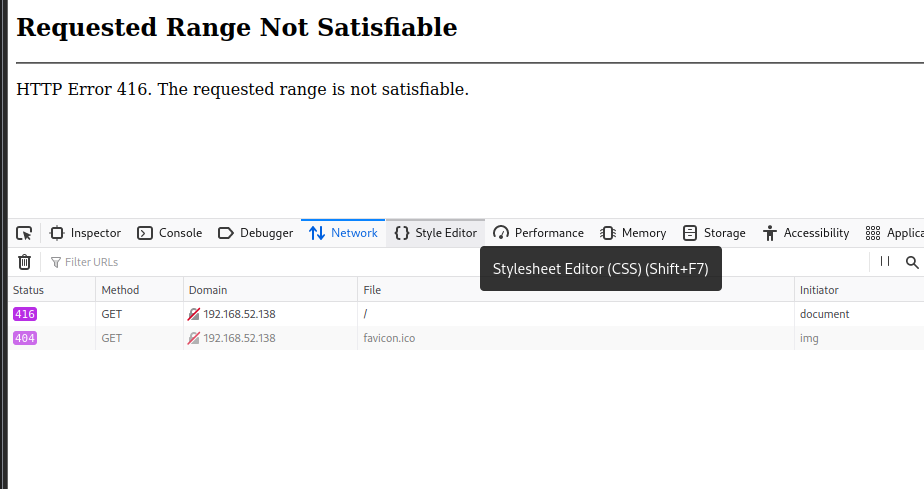 Requested Range Not Satisfiable
HTTP Error 416. The requested range is not satisfiable.
Inspector Console Debugger Network Style Editor Performance Memory Storage Accessibility Applica
Filter URLs
Stylesheet Editor (CSS) (Shift+F7)
Status Method Domain File Initiator
416 GET 192.168.52.138 / document
404 GET 192.168.52.138 favicon.ico img